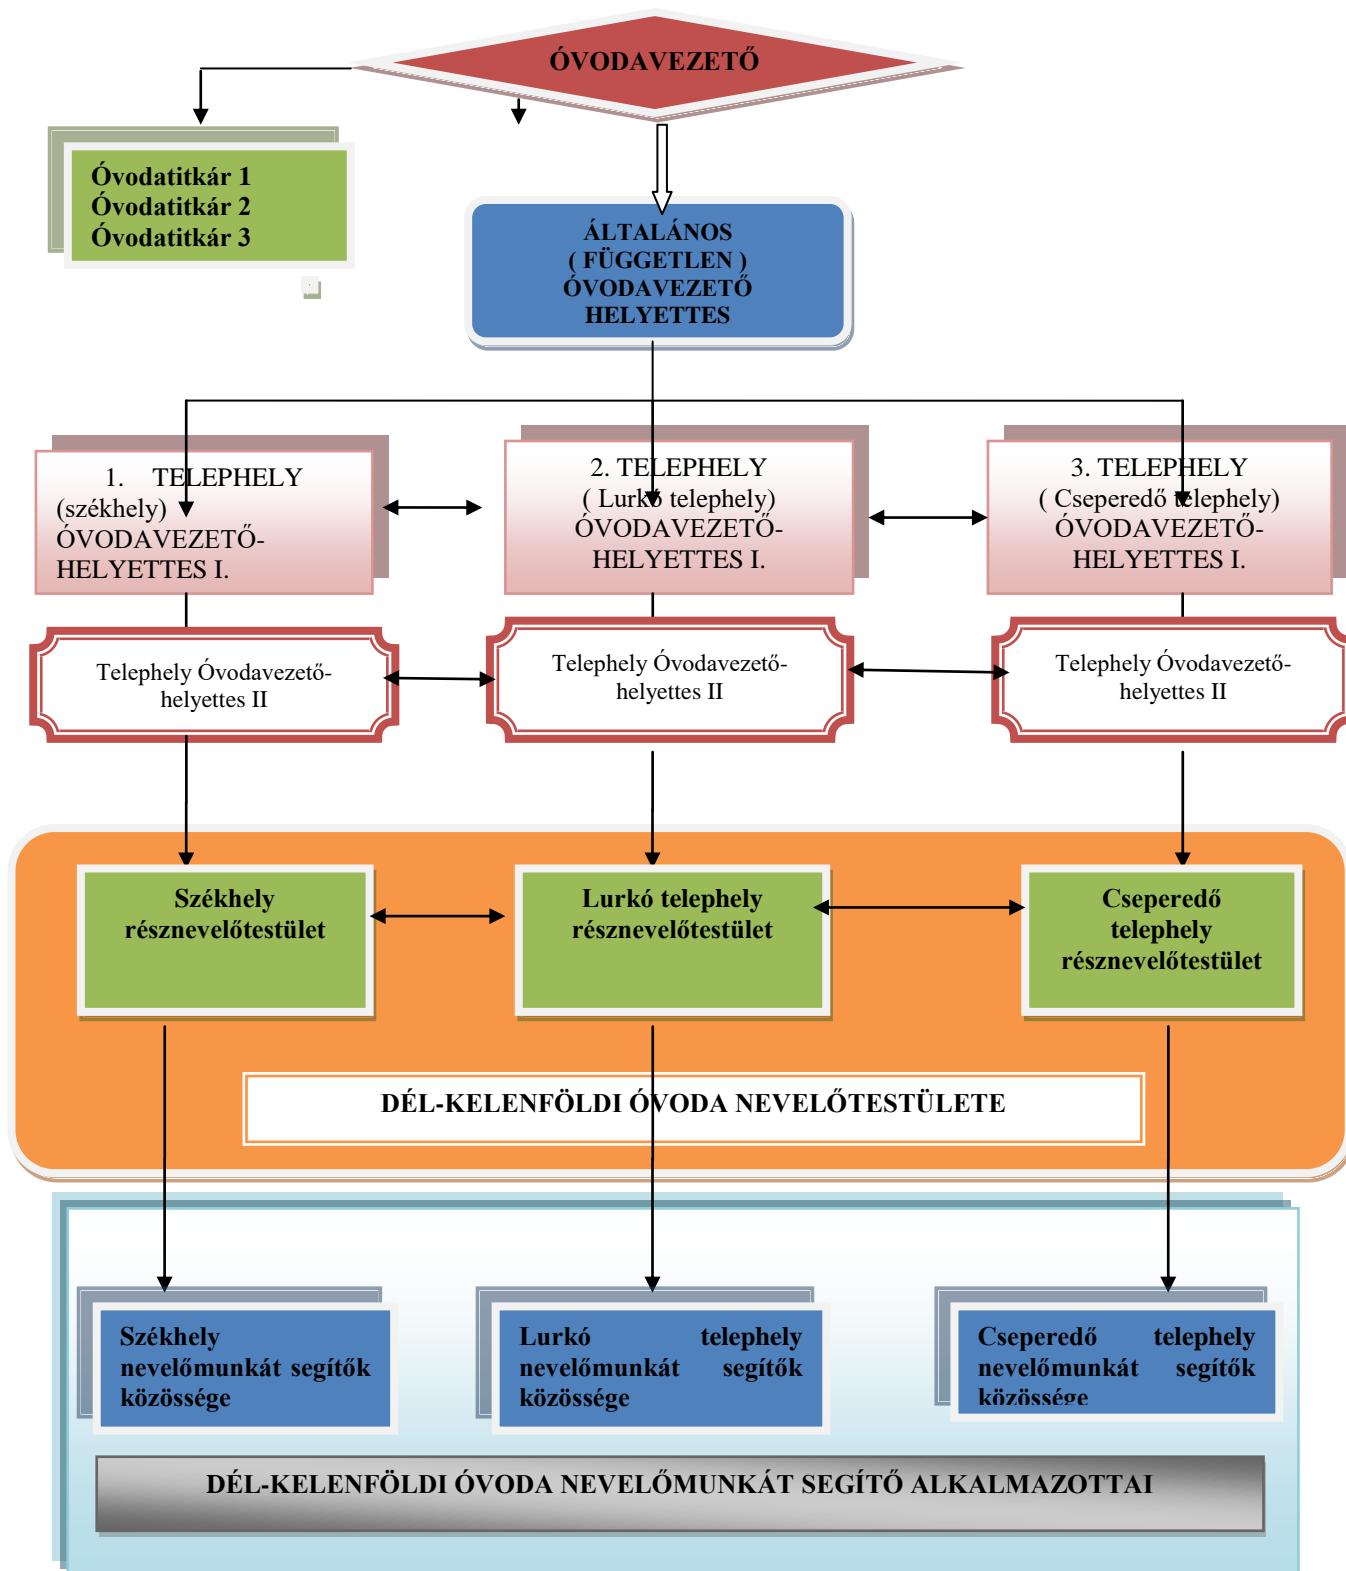 ÓVODAVEZETŐ
Óvodatitkár 1
Óvodatitkár 2
Óvodatitkár 3
ÁLTALÁNOS
( FÜGGETLEN )
ÓVODAVEZETŐ
HELYETTES
1. TELEPHELY
(székhely)
ÓVODAVEZETŐ-
HELYETTES I.
2. TELEPHELY
( Lurkó telephely)
ÓVODAVEZETŐ-
HELYETTES I.
3. TELEPHELY
( Cseperedő telephely)
ÓVODAVEZETŐ-
HELYETTES I.
Telephely Óvodavezető-
helyettes II
Telephely Óvodavezető-
helyettes II
Telephely Óvodavezető-
helyettes II
Székhely
résznevelőtestület
Lurkó telephely
résznevelőtestület
Cseperedő
telephely
résznevelőtestület
DÉL-KELENFÖLDI ÓVODA NEVELŐTESTÜLETE
Székhely
nevelőmunkát segítők
közössége
Lurkó telephely
nevelőmunkát segítők
közössége
Cseperedő telephely
nevelőmunkát segítők
közössége
DÉL-KELENFÖLDI ÓVODA NEVELŐMUNKÁT SEGÍTŐ ALKALMAZOTTAI